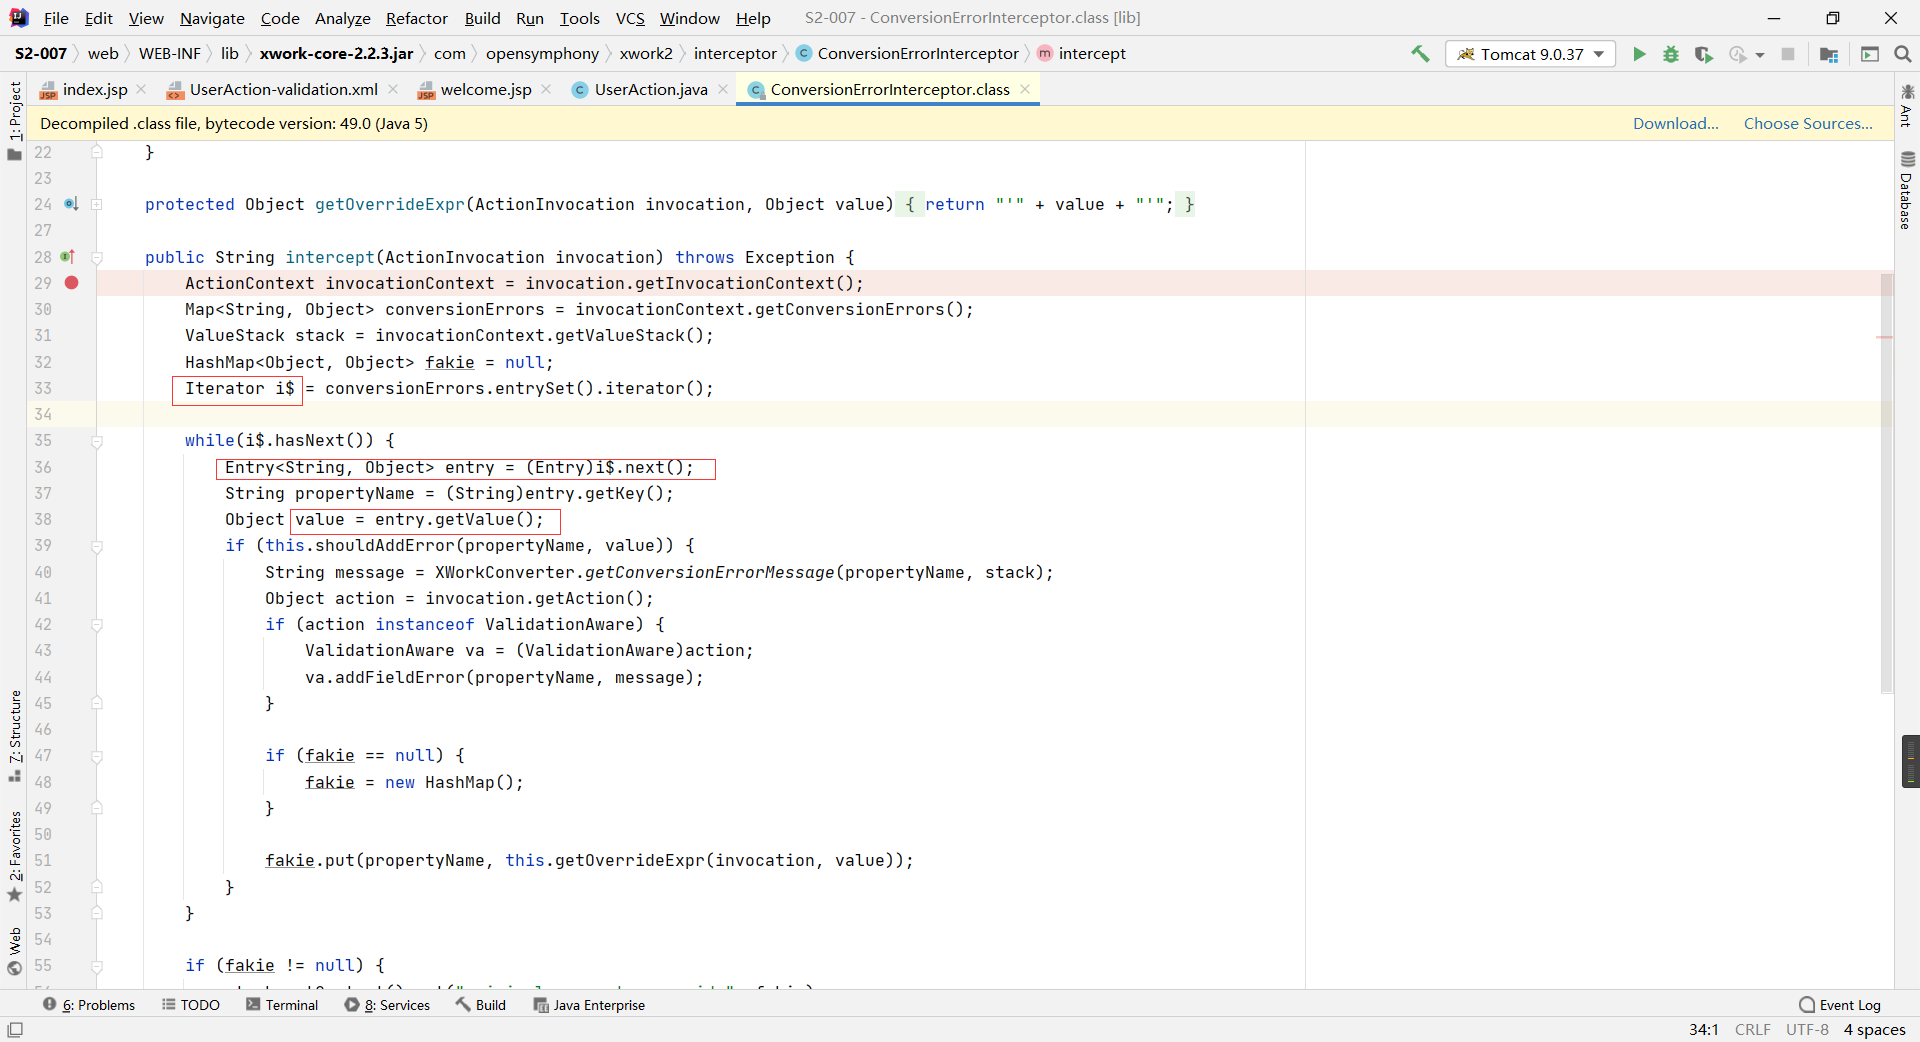 File Edit View Navigate Code Analyze Refactor Build Run Tools VCS Window Help S2-007 - ConversionErrorInterceptor.class [lib]
S2-007 web WEB-INF lib xwork-core-2.2.3.jar com opensymphony xwork2 interceptor ConversionErrorInterceptor intercept Tomcat 9.0.37
index.jsp UserAction-validation.xml welcome.jsp UserAction.java ConversionErrorInterceptor.class
Decompiled .class file, bytecode version: 49.0 (Java 5) Download... Choose Sources...
1: Project
7: Structure
2: Favorites
Web
Ant
Database
22 }
23
24 protected Object getOverrideExpr(ActionInvocation invocation, Object value) { return "'" + value + "'"; }
27
28 public String intercept(ActionInvocation invocation) throws Exception {
29 ActionContext invocationContext = invocation.getInvocationContext();
30 Map<String, Object> conversionErrors = invocationContext.getConversionErrors();
31 ValueStack stack = invocationContext.getValueStack();
32 HashMap<Object, Object> fakie = null;
33 Iterator i$ = conversionErrors.entrySet().iterator();
34
35 while(i$.hasNext()) {
36 Entry<String, Object> entry = (Entry)i$.next();
37 String propertyName = (String)entry.getKey();
38 Object value = entry.getValue();
39 if (this.shouldAddError(propertyName, value)) {
40 String message = XWorkConverter.getConversionErrorMessage(propertyName, stack);
41 Object action = invocation.getAction();
42 if (action instanceof ValidationAware) {
43 ValidationAware va = (ValidationAware)action;
44 va.addFieldError(propertyName, message);
45 }
46
47 if (fakie == null) {
48 fakie = new HashMap();
49 }
50
51 fakie.put(propertyName, this.getOverrideExpr(invocation, value));
52 }
53 }
54
55 if (fakie != null) {
6: Problems TODO Terminal 8: Services Build Java Enterprise Event Log
34:1 CRLF UTF-8 4 spaces